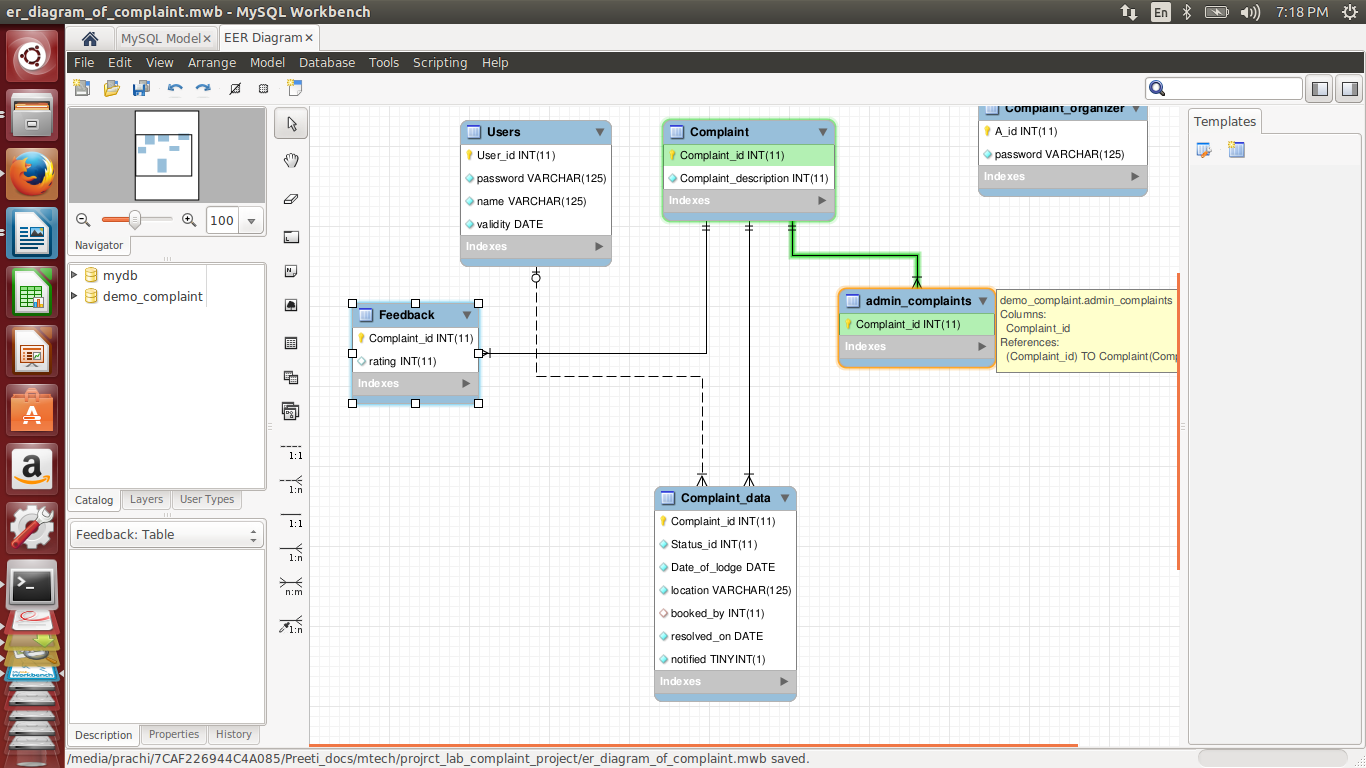 er_diagram_of_complaint.mwb - MySQL Workbench
En
7:18 PM
MySQL Model×
EER Diagram×
File Edit View Arrange Model Database Tools Scripting Help
100
Navigator
mydb
demo_complaint
Catalog Layers User Types
Feedback: Table
Description Properties History
1:1
1:n
1:1
1:n
n:m
1:n
Users
User_id INT(11)
password VARCHAR(125)
name VARCHAR(125)
validity DATE
Indexes
Complaint
Complaint_id INT(11)
Complaint_description INT(11)
Indexes
Complaint_organizer
A_id INT(11)
password VARCHAR(125)
Indexes
Feedback
Complaint_id INT(11)
rating INT(11)
Indexes
admin_complaints
Complaint_id INT(11)
Indexes
demo_complaint.admin_complaints
Columns:
Complaint_id
References:
(Complaint_id) TO Complaint(Comp
Complaint_data
Complaint_id INT(11)
Status_id INT(11)
Date_of_lodge DATE
location VARCHAR(125)
booked_by INT(11)
resolved_on DATE
notified TINYINT(1)
Indexes
Templates
/media/prachi/7CAF226944C4A085/Preeti_docs/mtech/projrct_lab_complaint_project/er_diagram_of_complaint.mwb saved.